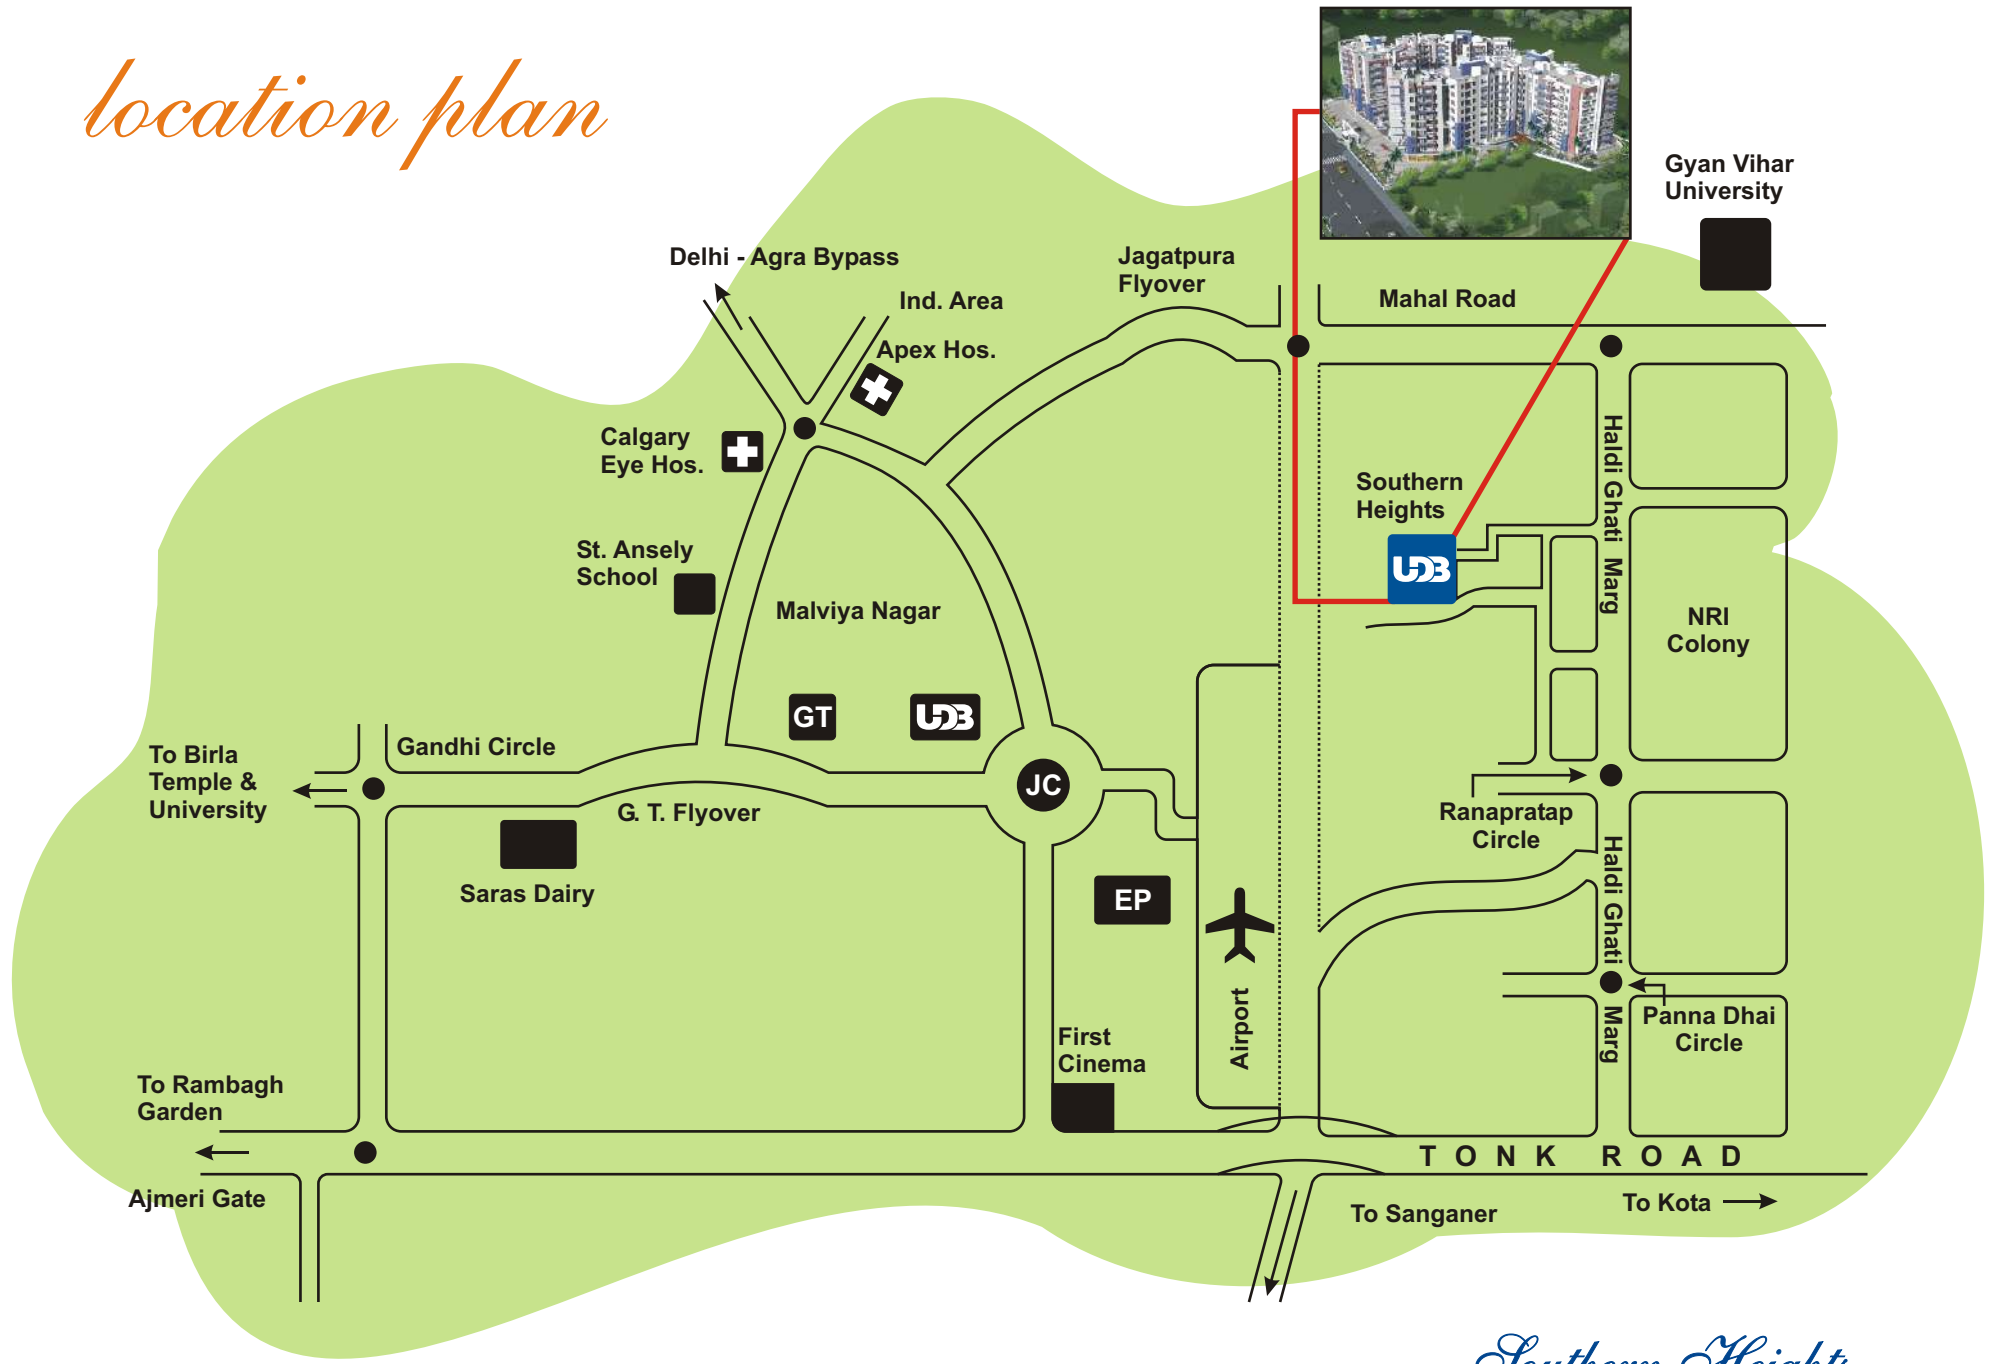 location plan
Gyan Vihar
University
Delhi - Agra Bypass
Jagatpura
Flyover
Ind. Area
Mahal Road
Apex Hos.
Calgary
Eye Hos.
Haldi Ghati Marg
Southern
Heights
UDB
St. Ansely
School
Malviya Nagar
NRI
Colony
GT
UDB
Gandhi Circle
To Birla
Temple &
University
JC
G. T. Flyover
Ranapratap
Circle
Saras Dairy
EP
Haldi Ghati Marg
Airport
Panna Dhai
Circle
First
Cinema
To Rambagh
Garden
TONK ROAD
Ajmeri Gate
To Sanganer
To Kota
Southern Heights